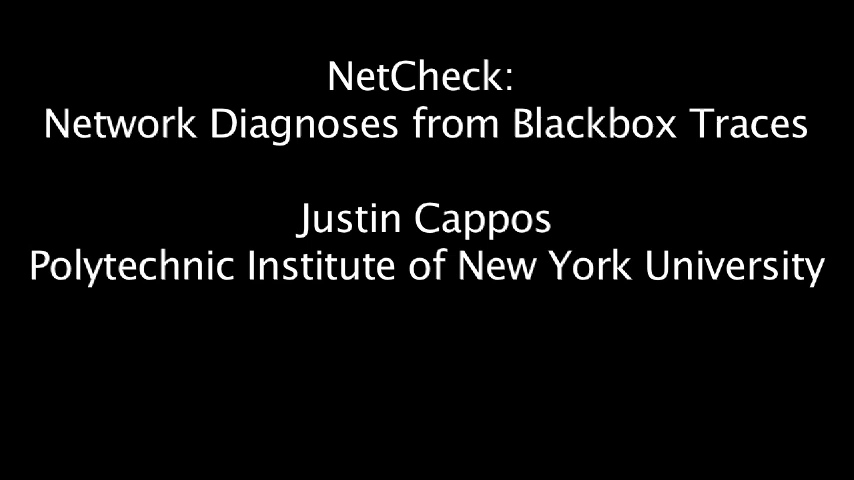 NetCheck:
Network Diagnoses from Blackbox Traces
Justin Cappos
Polytechnic Institute of New York University